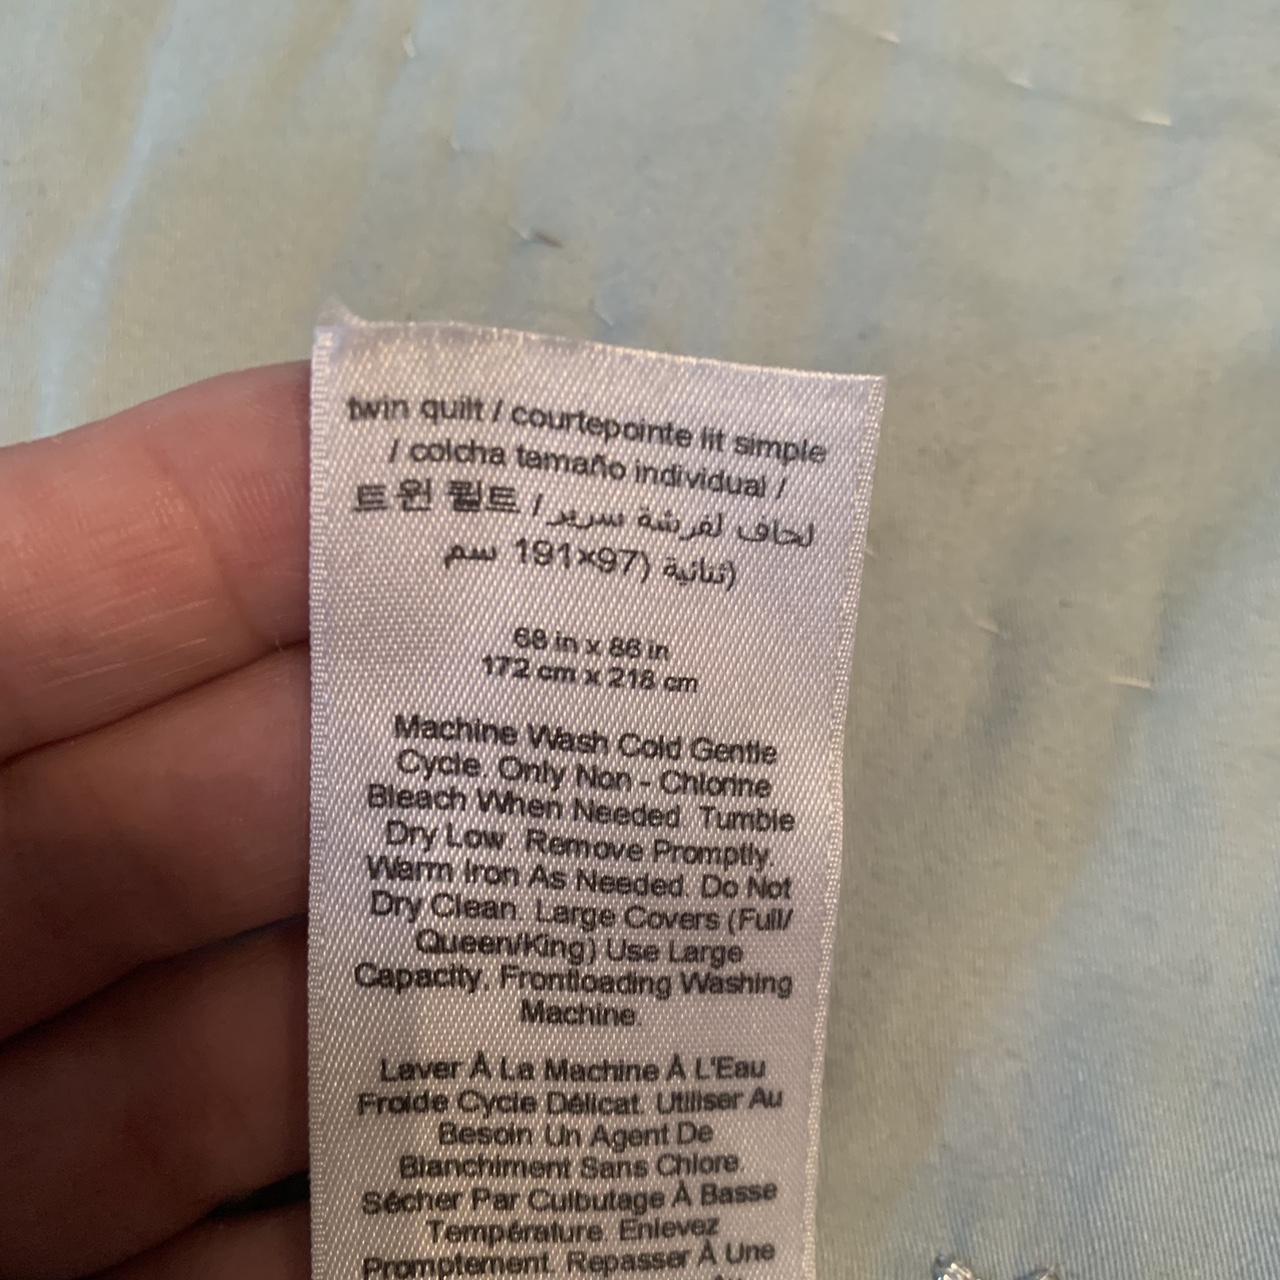 twin quilt / courtepointe lit simple
/ colcha tamaño individual /
트윈 퀼트 / لحاف لفرشة سرير
ثنائية (97×191 سم)
68 in x 86 in
172 cm x 218 cm
Machine Wash Cold Gentle
Cycle. Only Non - Chlorine
Bleach When Needed. Tumble
Dry Low. Remove Promptly.
Warm Iron As Needed. Do Not
Dry Clean. Large Covers (Full/
Queen/King) Use Large
Capacity, Frontloading Washing
Machine.
Laver À La Machine À L'Eau
Froide Cycle Délicat. Utiliser Au
Besoin Un Agent De
Blanchiment Sans Chlore.
Sécher Par Culbutage À Basse
Température. Enlevez
Promptement. Repasser À Une